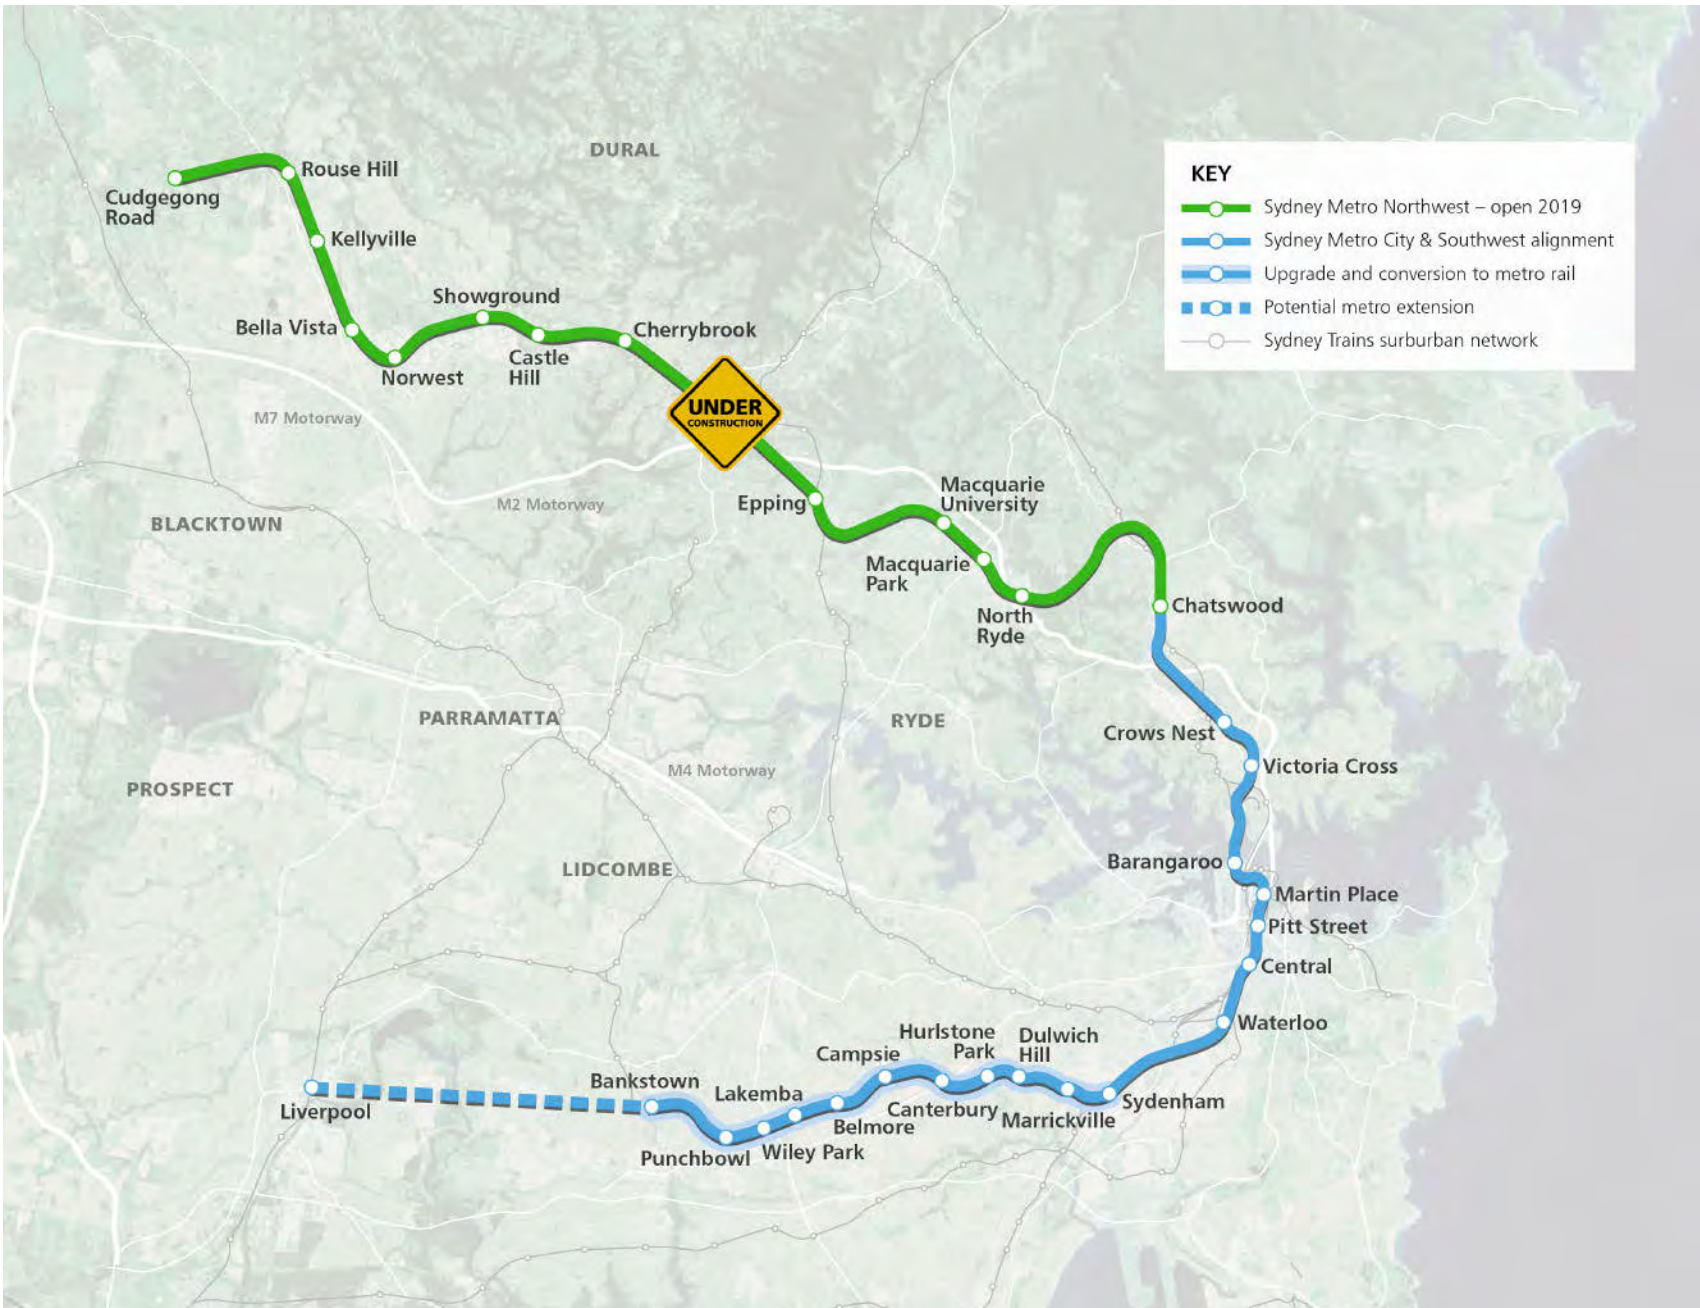 DURAL
KEY
Sydney Metro Northwest – open 2019
Sydney Metro City & Southwest alignment
Upgrade and conversion to metro rail
Potential metro extension
Sydney Trains surburban network
Rouse Hill
Cudgegong
Road
Kellyville
Showground
Bella Vista
Cherrybrook
Castle
Hill
Norwest
UNDER
CONSTRUCTION
M7 Motorway
M2 Motorway
Epping
Macquarie
University
BLACKTOWN
Macquarie
Park
North
Ryde
Chatswood
PARRAMATTA
RYDE
Crows Nest
Victoria Cross
M4 Motorway
PROSPECT
LIDCOMBE
Barangaroo
Martin Place
Pitt Street
Central
Waterloo
Hurlstone
Park
Dulwich
Hill
Campsie
Bankstown
Lakemba
Liverpool
Canterbury
Sydenham
Belmore
Marrickville
Punchbowl
Wiley Park